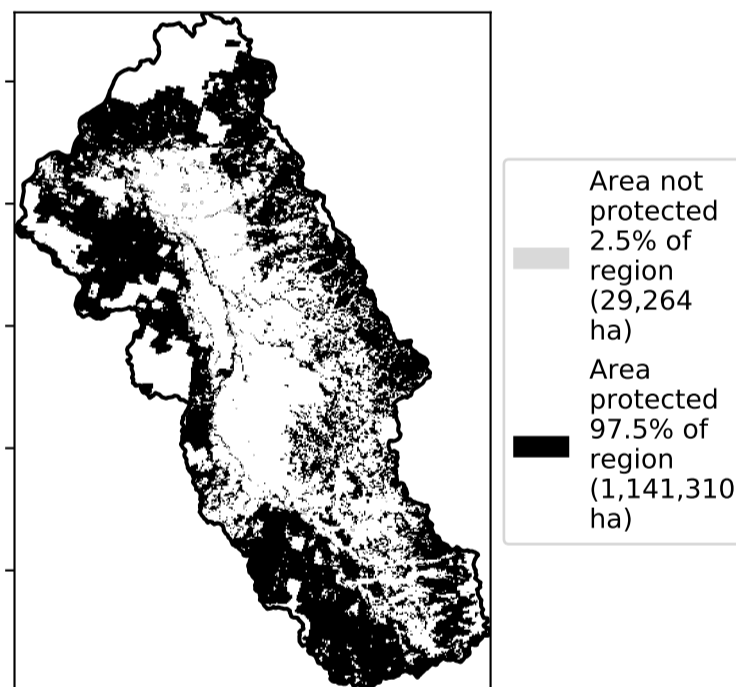 Area not
protected
2.5% of
region
(29,264
ha)
Area
protected
97.5% of
region
(1,141,310
ha)